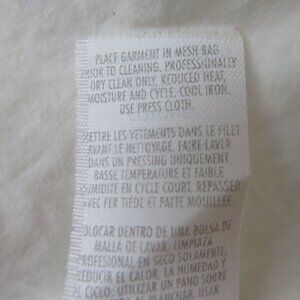 PLACE GARMENT IN MESH BAG
PRIOR TO CLEANING. PROFESSIONALLY
DRY CLEAN ONLY, REDUCED HEAT,
MOISTURE AND CYCLE. COOL IRON.
USE PRESS CLOTH.
METTRE LES VETEMENTS DANS LE FILET
AVANT LE NETTOYAGE. FAIRE LAVER
DANS UN PRESSING UNIQUEMENT.
BASSE TEMPERATURE ET FAIBLE
HUMIDITE EN CYCLE COURT. REPASSER
AVEC FER TIEDE ET PATTE MOUILLEE.
COLOCAR DENTRO DE UNA BOLSA DE
MALLA DE LAVAR. LIMPIAZA
PROFESIONAL EN SECO SOLAMENTE.
REDUCIR EL CALOR, LA HUMEDAD Y
EL CICLO: UTILIZAR UN PANO SOBRE